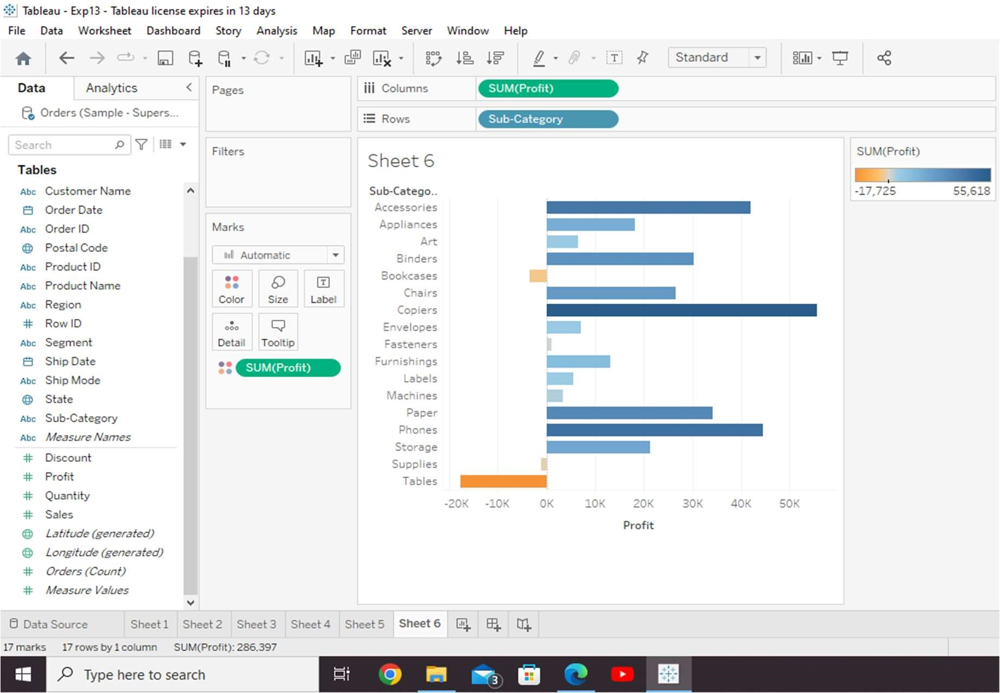 Tableau - Exp13 - Tableau license expires in 13 days
File Data Worksheet Dashboard Story Analysis Map Format Server Window Help
Standard
Data Analytics
Orders (Sample - Supers...
Search
Tables
Abc Customer Name
Order Date
Abc Order ID
Postal Code
Abc Product ID
Abc Product Name
Abc Region
# Row ID
Abc Segment
Ship Date
Abc Ship Mode
State
Abc Sub-Category
Abc Measure Names
# Discount
# Profit
# Quantity
# Sales
Latitude (generated)
Longitude (generated)
# Orders (Count)
# Measure Values
Pages
Filters
Marks
Automatic
Color Size Label
Detail Tooltip
SUM(Profit)
Columns SUM(Profit)
Rows Sub-Category
Sheet 6
Sub-Catego..
Accessories
Appliances
Art
Binders
Bookcases
Chairs
Copiers
Envelopes
Fasteners
Furnishings
Labels
Machines
Paper
Phones
Storage
Supplies
Tables
-20K -10K 0K 10K 20K 30K 40K 50K
Profit
SUM(Profit)
-17,725 55,618
Data Source Sheet 1 Sheet 2 Sheet 3 Sheet 4 Sheet 5 Sheet 6
17 marks 17 rows by 1 column SUM(Profit): 286,397
Type here to search
3